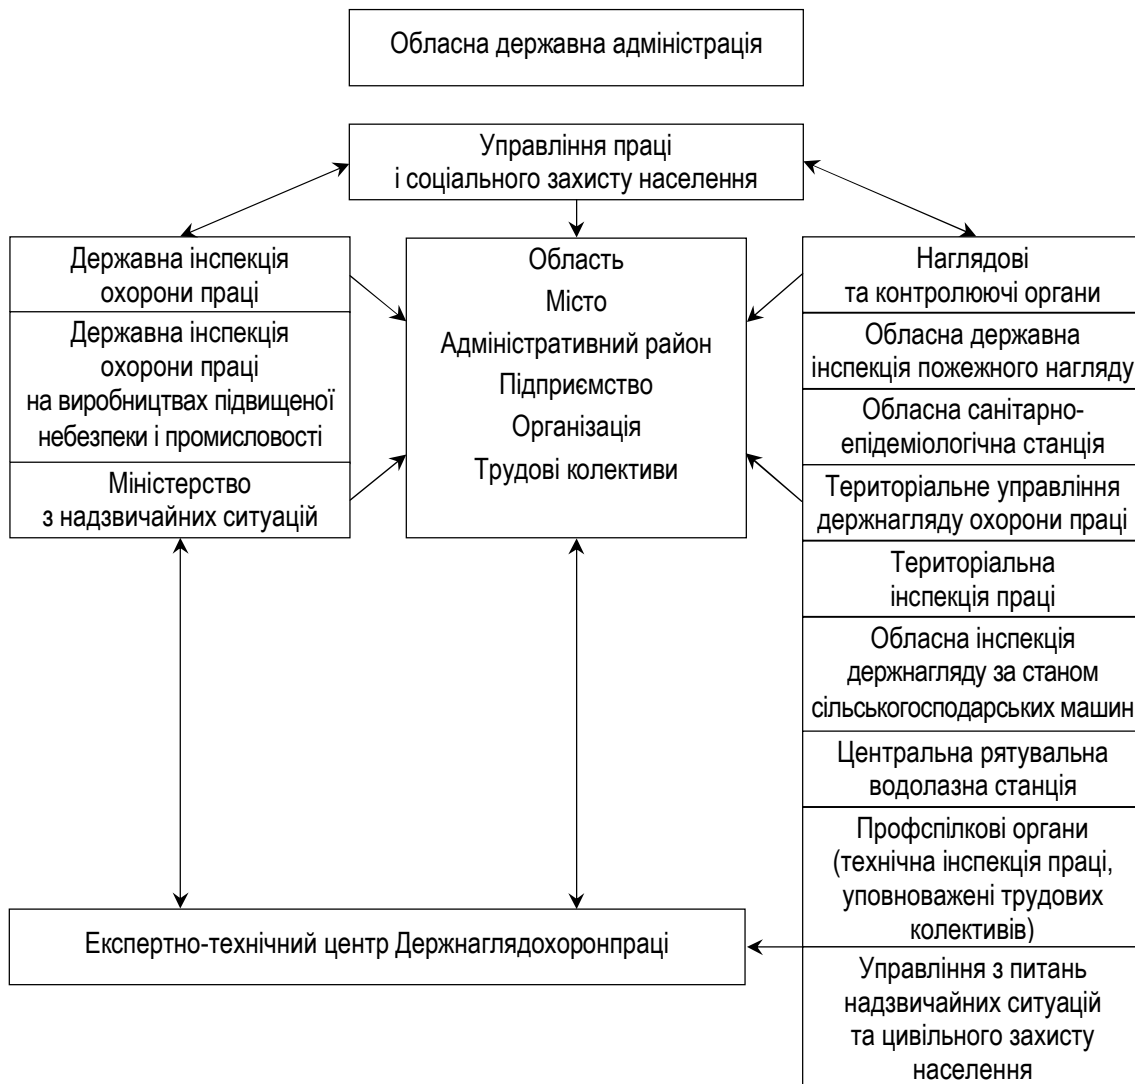 Обласна державна адміністрація
Управління праці
і соціального захисту населення
Державна інспекція
охорони праці
Державна інспекція
охорони праці
на виробництвах підвищеної
небезпеки і промисловості
Міністерство
з надзвичайних ситуацій
Область
Місто
Адміністративний район
Підприємство
Організація
Трудові колективи
Наглядові
та контролюючі органи
Обласна державна
інспекція пожежного нагляду
Обласна санітарно-
епідеміологічна станція
Територіальне управління
держнагляду охорони праці
Територіальна
інспекція праці
Обласна інспекція
держнагляду за станом
сільськогосподарських машин
Центральна рятувальна
водолазна станція
Профспілкові органи
(технічна інспекція праці,
уповноважені трудових
колективів)
Управління з питань
надзвичайних ситуацій
та цивільного захисту
населення
Експертно-технічний центр Держнаглядохоронпраці